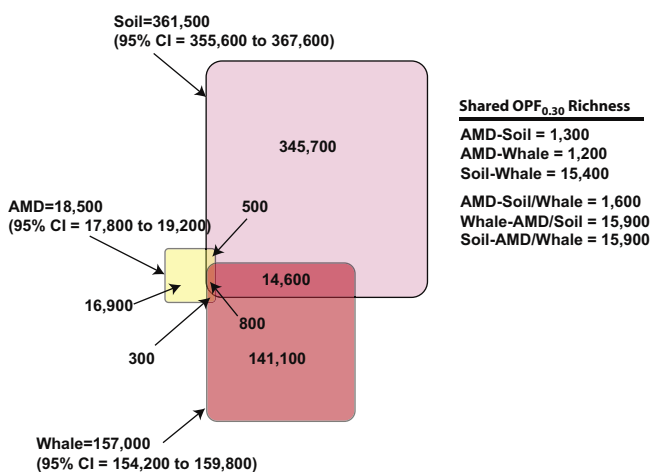 Soil=361,500
(95% CI = 355,600 to 367,600)
345,700
Shared OPF0.30 Richness
AMD-Soil = 1,300
AMD-Whale = 1,200
Soil-Whale = 15,400
AMD-Soil/Whale = 1,600
Whale-AMD/Soil = 15,900
Soil-AMD/Whale = 15,900
AMD=18,500
(95% CI = 17,800 to 19,200)
500
14,600
16,900
800
300
141,100
Whale=157,000
(95% CI = 154,200 to 159,800)